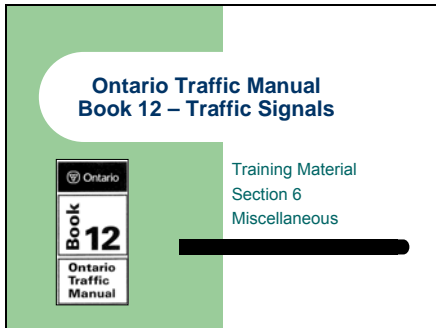 Ontario Traffic Manual
Book 12 – Traffic Signals
Training Material
Section 6
Miscellaneous
Ontario
Book
12
Ontario
Traffic
Manual